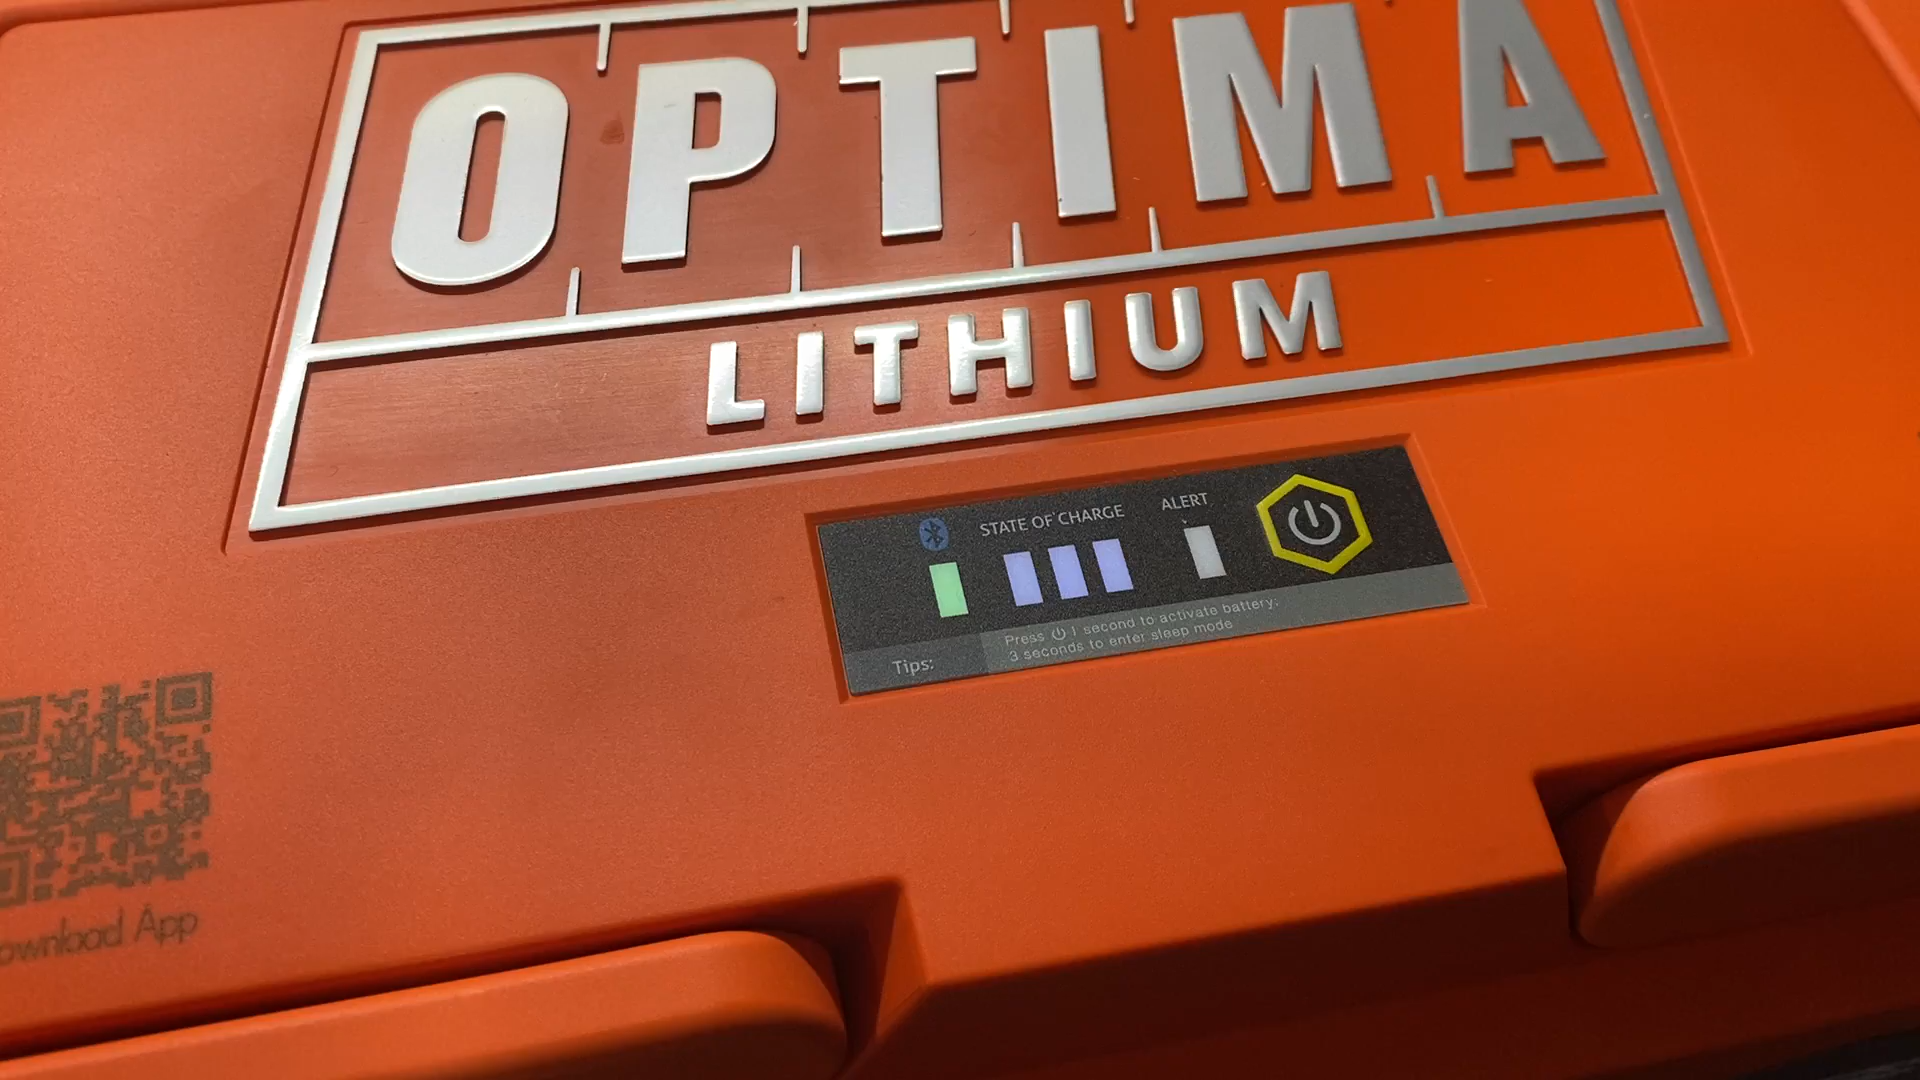 OPTIMA
LITHIUM
STATE OF CHARGE
ALERT
Tips:
Press ⏻ 1 second to activate battery:
3 seconds to enter sleep mode
ownload App